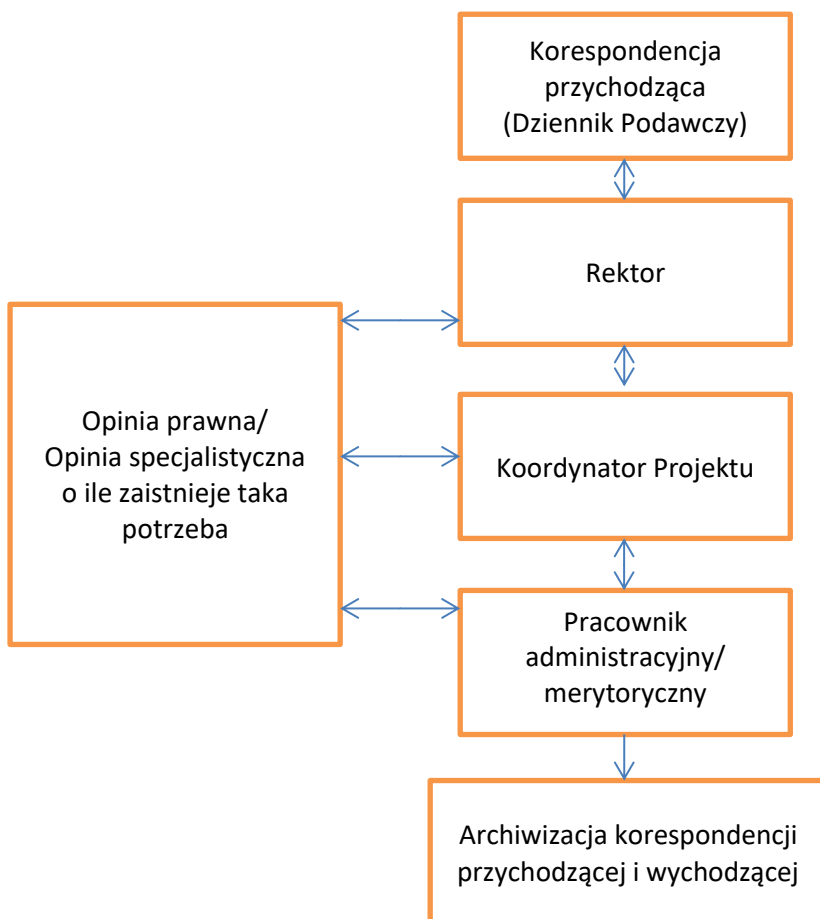 Korespondencja
przychodząca
(Dziennik Podawczy)
Rektor
Opinia prawna/
Opinia specjalistyczna
o ile zaistnieje taka
potrzeba
Koordynator Projektu
Pracownik
administracyjny/
merytoryczny
Archiwizacja korespondencji
przychodzącej i wychodzącej